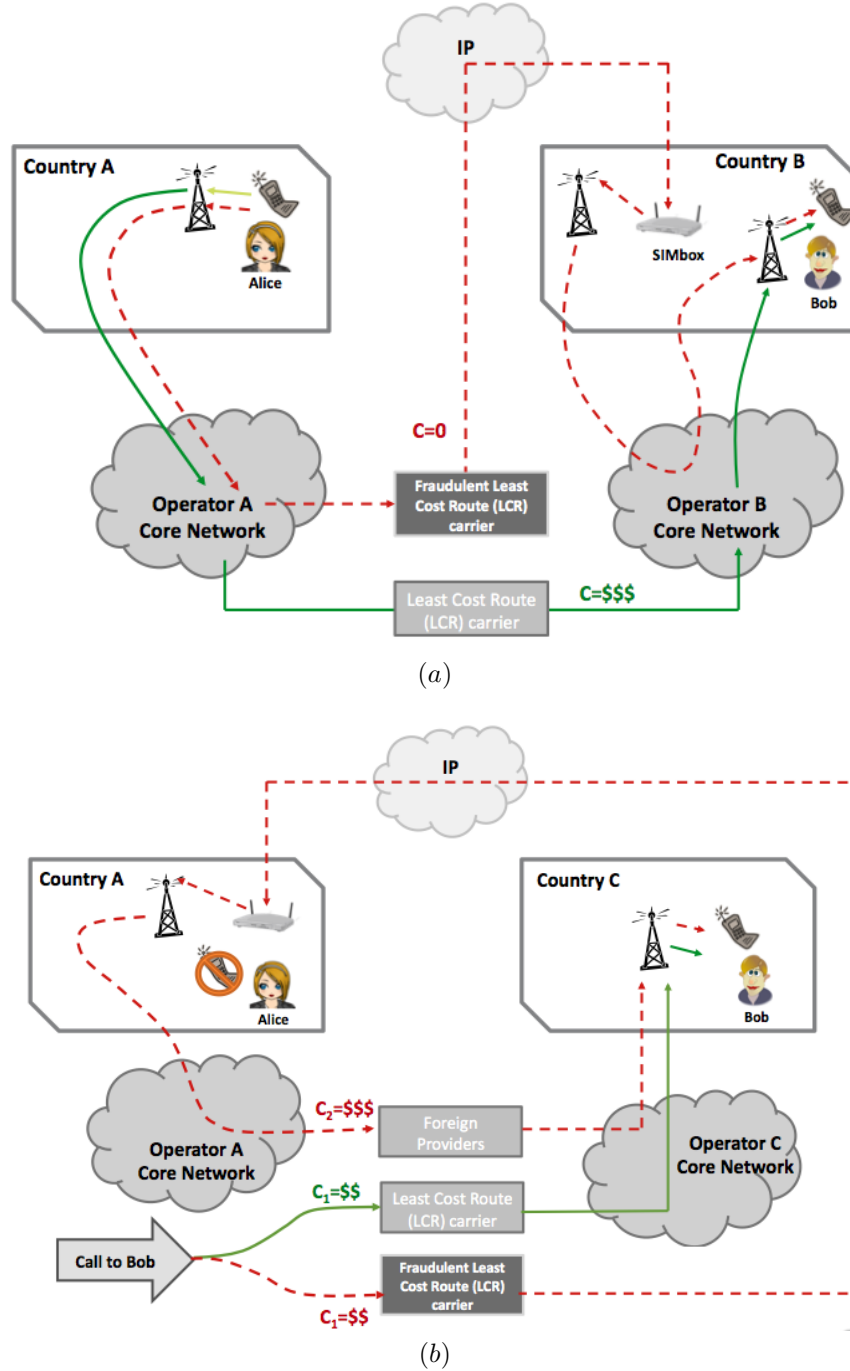 IP
Country A
Country B
SIMbox
Alice
Bob
C=0
Operator A
Core Network
Fraudulent Least
Cost Route (LCR)
carrier
Operator B
Core Network
Least Cost Route
(LCR) carrier
C=$$$
(a)
IP
Country A
Country C
Alice
Bob
Operator A
Core Network
C₂=$$$
Foreign
Providers
Operator C
Core Network
C₁=$$
Least Cost Route
(LCR) carrier
Call to Bob
Fraudulent Least
Cost Route (LCR)
carrier
C₁=$$
(b)